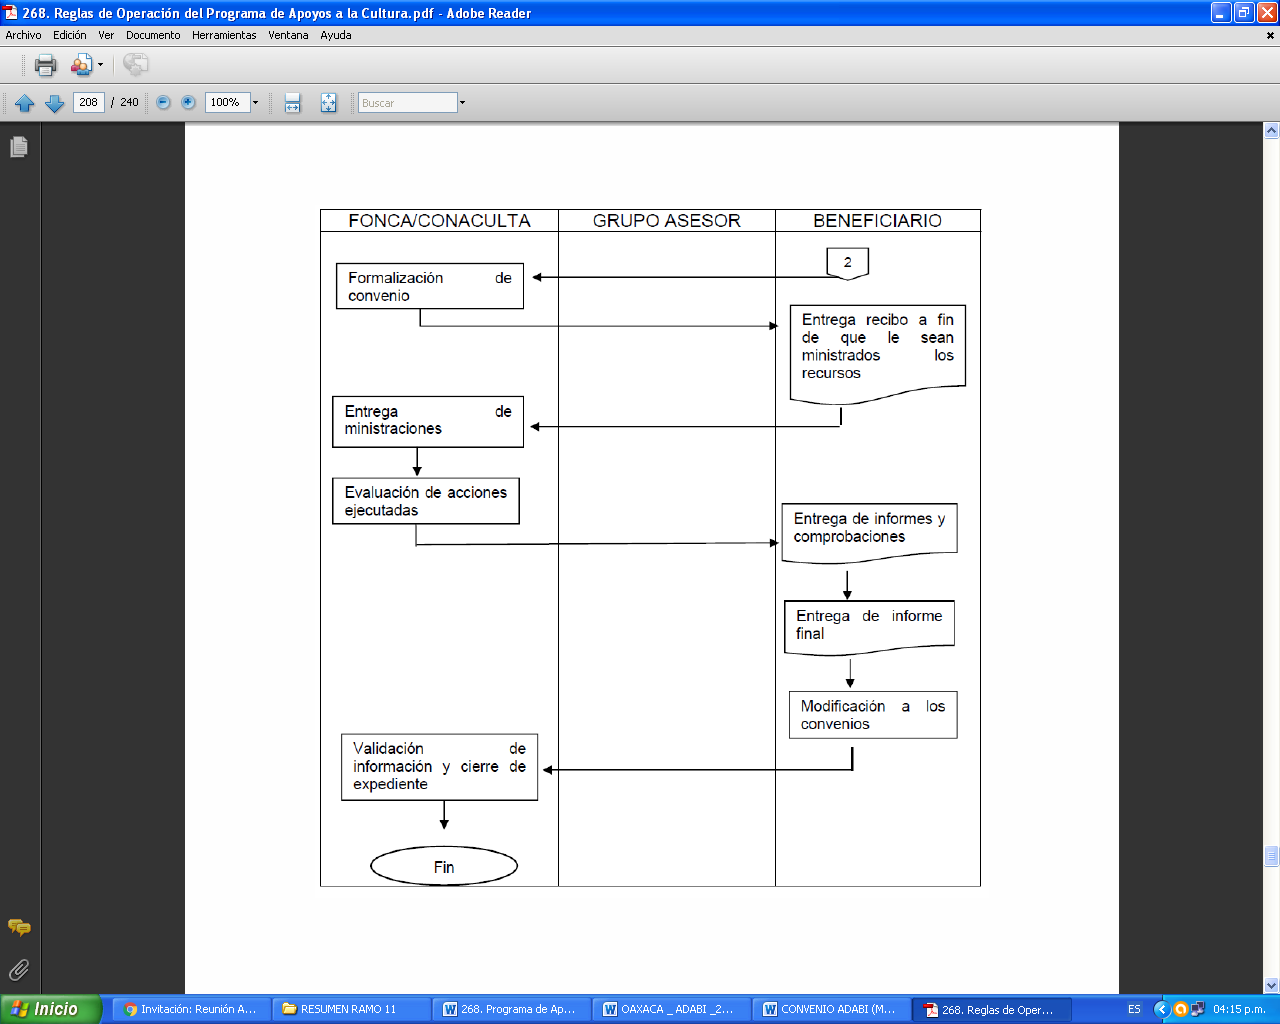 268. Reglas de Operación del Programa de Apoyos a la Cultura.pdf - Adobe Reader
Archivo Edición Ver Documento Herramientas Ventana Ayuda
208 / 240 100% Buscar
FONCA/CONACULTA GRUPO ASESOR BENEFICIARIO
2
Formalización de
convenio
Entrega recibo a fin
de que le sean
ministrados los
recursos
Entrega de
ministraciones
Evaluación de acciones
ejecutadas
Entrega de informes y
comprobaciones
Entrega de informe
final
Modificación a los
convenios
Validación de
información y cierre de
expediente
Fin
Inicio Invitación: Reunión A... RESUMEN RAMO 11 268. Programa de Ap... OAXACA _ ADABI _2... CONVENIO ADABI (M... 268. Reglas de Oper... ES 04:15 p.m.